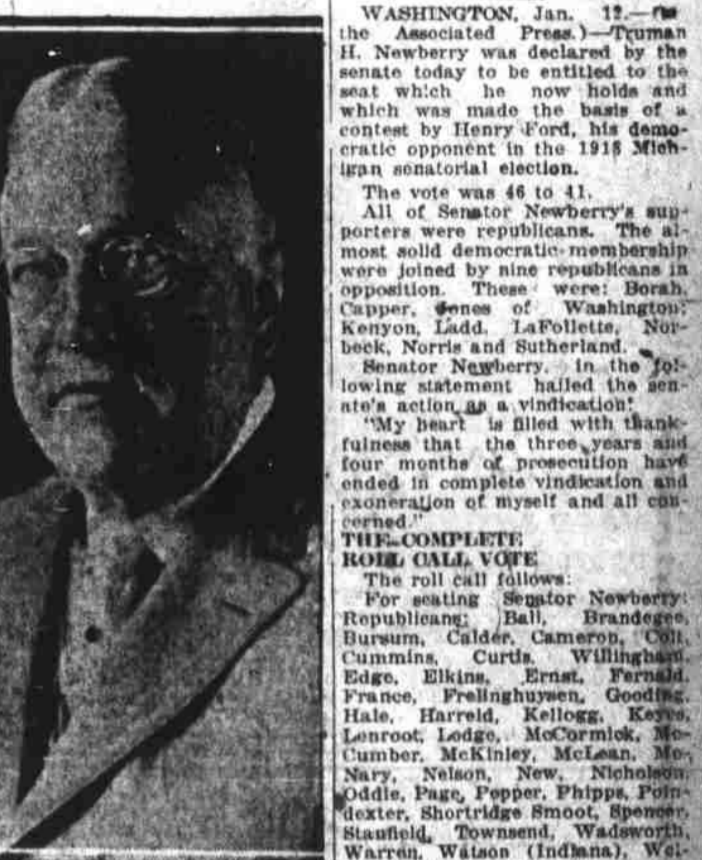 WASHINGTON, Jan. 12.—(By
the Associated Press.)—Truman
H. Newberry was declared by the
senate today to be entitled to the
seat which he now holds and
which was made the basis of a
contest by Henry Ford, his demo-
cratic opponent in the 1918 Mich-
igan senatorial election.
The vote was 46 to 41.
All of Senator Newberry's sup-
porters were republicans. The al-
most solid democratic membership
were joined by nine republicans in
opposition. These were: Borah,
Capper, Jones of Washington;
Kenyon, Ladd, LaFollette, Nor-
beck, Norris and Sutherland.
Senator Newberry, in the fol-
lowing statement hailed the sen-
ate's action as a vindication:
"My heart is filled with thank-
fulness that the three years and
four months of prosecution have
ended in complete vindication and
exoneration of myself and all con-
cerned."
THE COMPLETE
ROLL CALL VOTE
The roll call follows:
For seating Senator Newberry:
Republicans: Ball, Brandegee,
Bursum, Calder, Cameron, Colt,
Cummins, Curtis, Willingham,
Edge, Elkins, Ernst, Fernald,
France, Frelinghuysen, Gooding,
Hale, Harreld, Kellogg, Keyes,
Lenroot, Lodge, McCormick, Mc-
Cumber, McKinley, McLean, Mc-
Nary, Nelson, New, Nicholson,
Oddie, Page, Pepper, Phipps, Poin-
dexter, Shortridge Smoot, Spencer,
Stanfield, Townsend, Wadsworth,
Warren, Watson (Indiana), Wel-